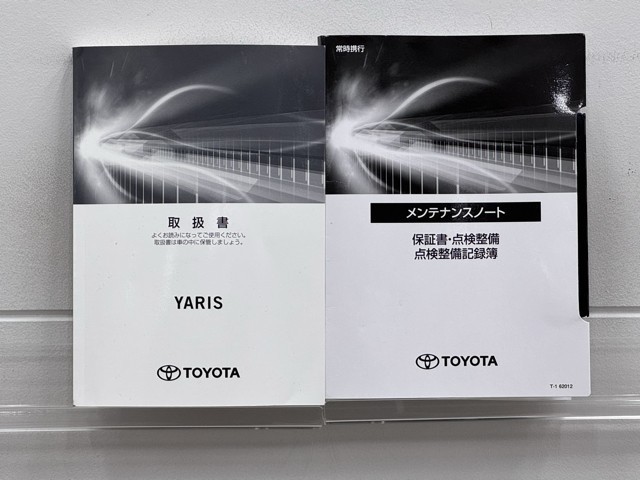 取扱書
よくお読みになってご使用ください。
取扱書は車の中に保管しましょう。
YARIS
TOYOTA
常時携行
メンテナンスノート
保証書・点検整備
点検整備記録簿
TOYOTA
T-1 62012